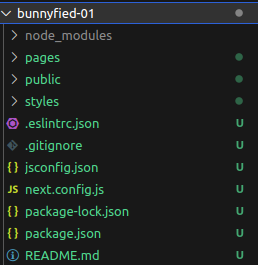 bunnyfied-01
node_modules
pages
public
styles
.eslintrc.json U
.gitignore U
{ } jsconfig.json U
JS next.config.js U
{ } package-lock.json U
{ } package.json U
README.md U